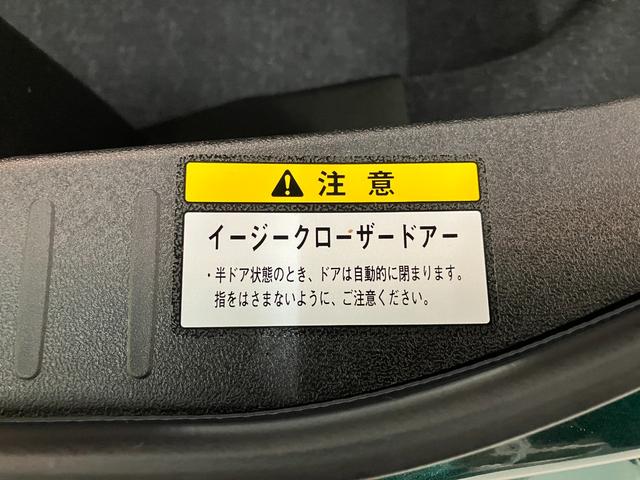 ⚠ 注意
イージークローザードアー
・半ドア状態のとき、ドアは自動的に閉まります。
指をはさまないように、ご注意ください。